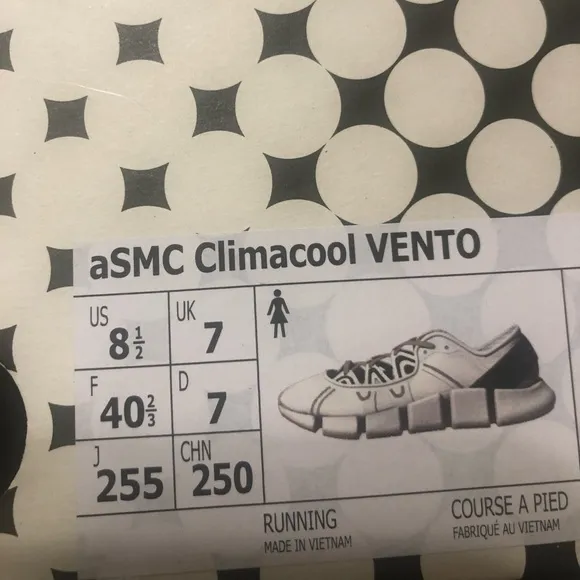 aSMC Climacool VENTO
US 8½ UK 7
F 40⅔ D 7
J 255 CHN 250
RUNNING
MADE IN VIETNAM
COURSE A PIED
FABRIQUÉ AU VIETNAM